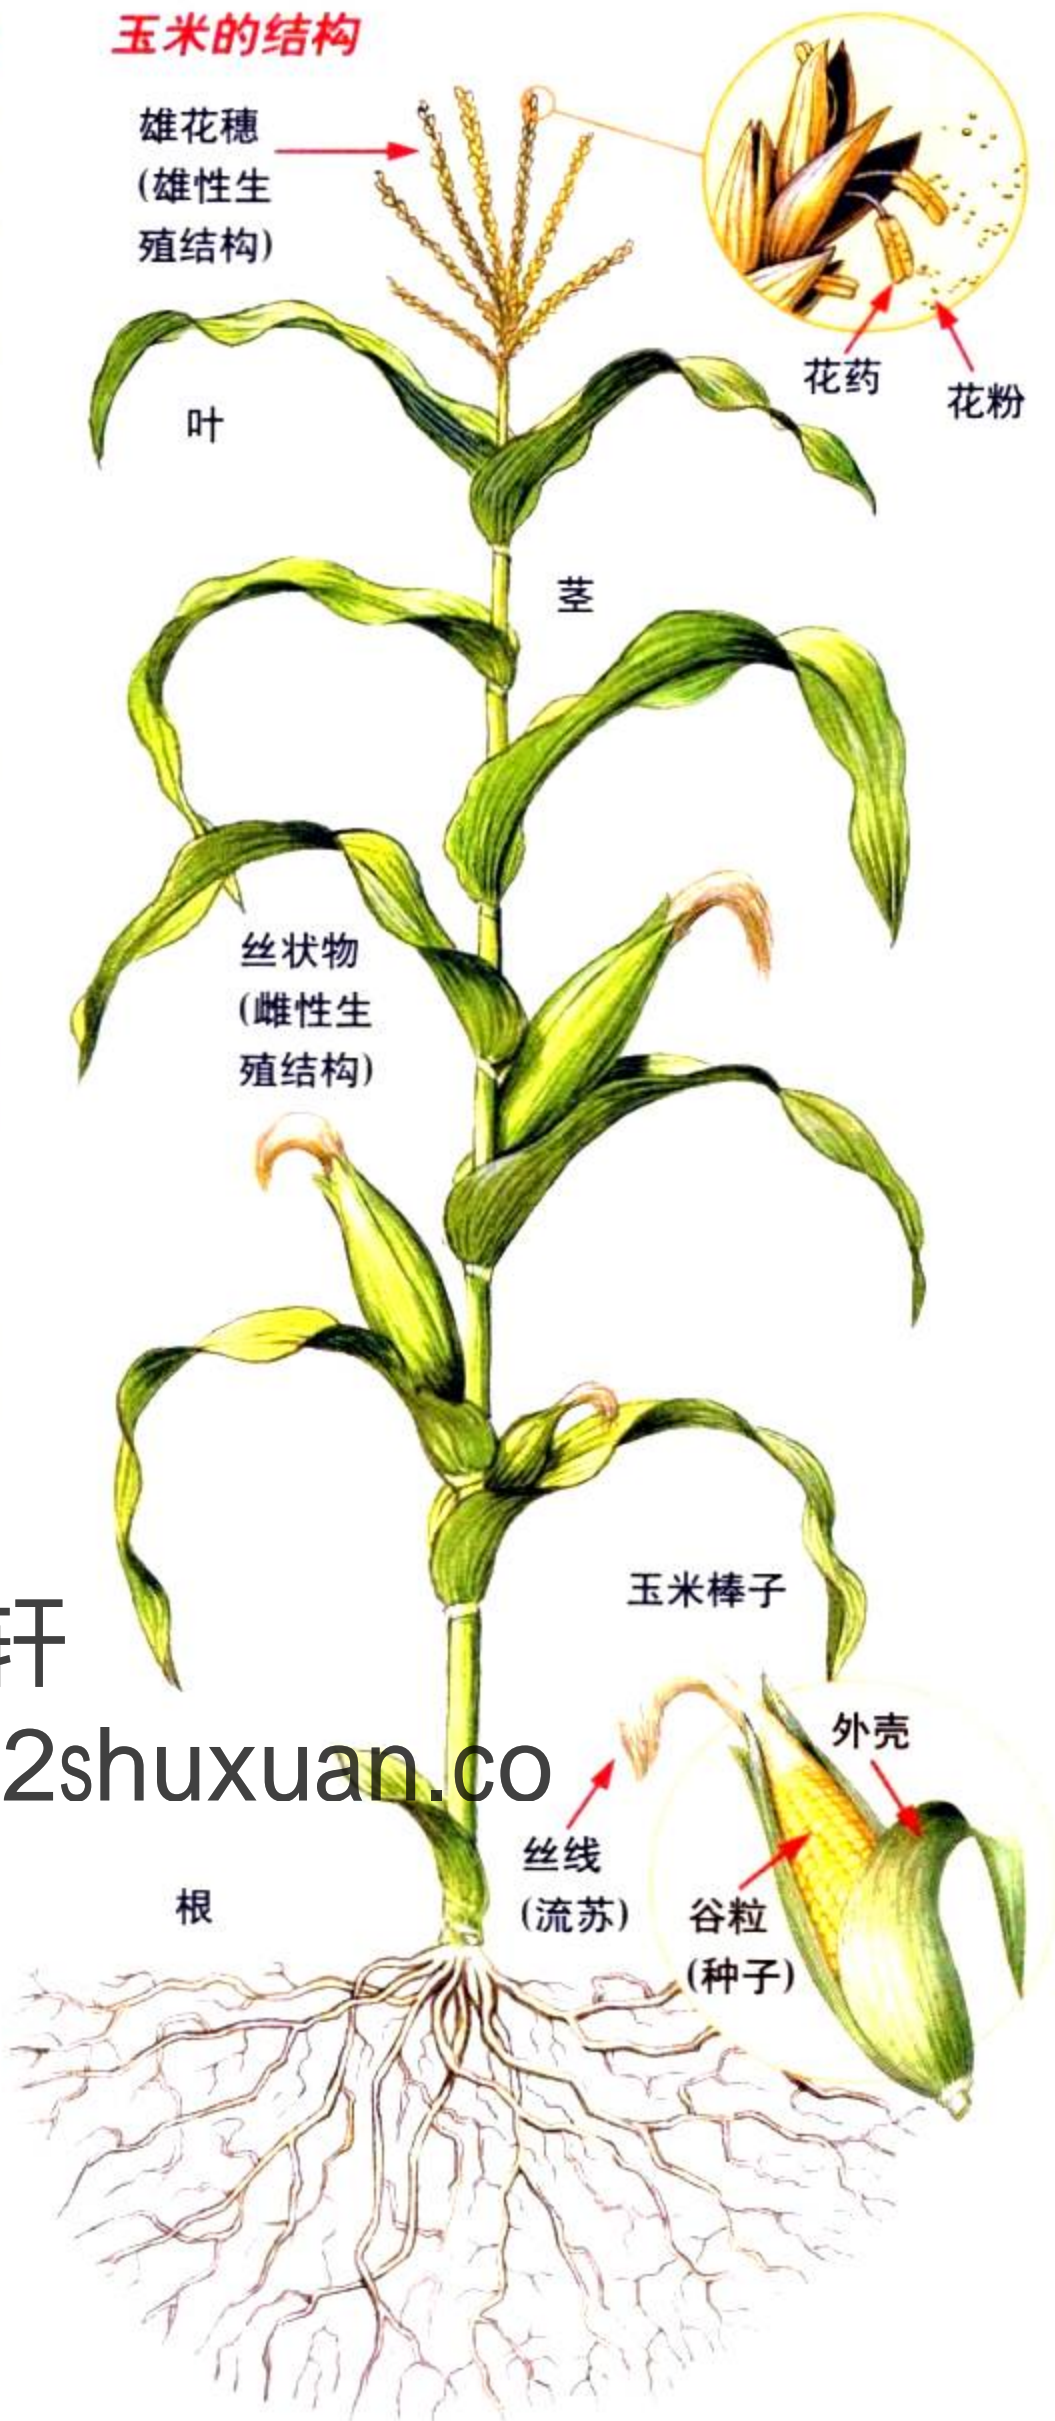 玉米的结构
雄花穗
(雄性生
殖结构)
花药
花粉
叶
茎
丝状物
(雌性生
殖结构)
玉米棒子
轩
2shuxuan.co
外壳
丝线
(流苏)
谷粒
(种子)
根